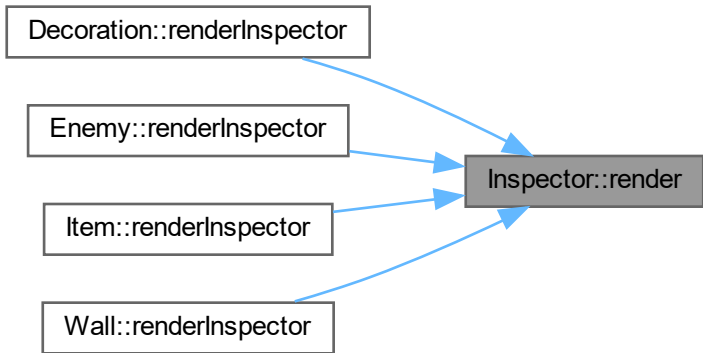 Decoration::renderInspector
Enemy::renderInspector
Inspector::render
Item::renderInspector
Wall::renderInspector